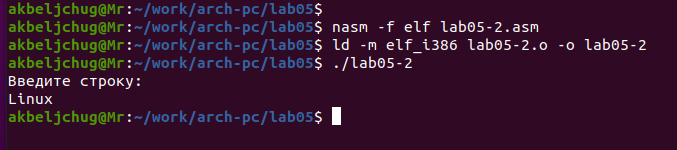 akbeljchug@Mr:~/work/arch-pc/lab05$
akbeljchug@Mr:~/work/arch-pc/lab05$ nasm -f elf lab05-2.asm
akbeljchug@Mr:~/work/arch-pc/lab05$ ld -m elf_i386 lab05-2.o -o lab05-2
akbeljchug@Mr:~/work/arch-pc/lab05$ ./lab05-2
Введите строку:
Linux
akbeljchug@Mr:~/work/arch-pc/lab05$